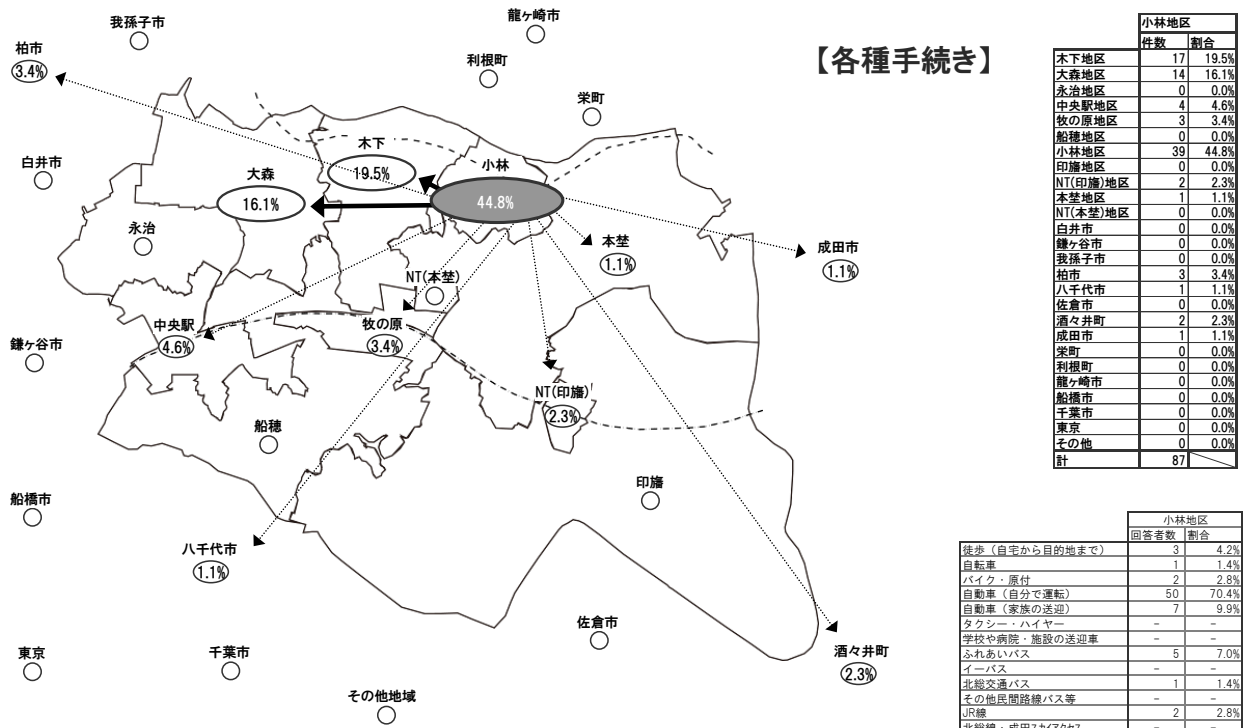 【各種手続き】
我孫子市
龍ヶ崎市
柏市
3.4%
利根町
栄町
白井市
木下
19.5%
小林
44.8%
大森
16.1%
永治
本埜
1.1%
成田市
1.1%
NT(本埜)
中央駅
4.6%
牧の原
3.4%
鎌ヶ谷市
NT(印旛)
2.3%
船穂
印旛
船橋市
八千代市
1.1%
佐倉市
酒々井町
2.3%
東京
千葉市
その他地域
小林地区
件数 割合
木下地区 17 19.5%
大森地区 14 16.1%
永治地区 0 0.0%
中央駅地区 4 4.6%
牧の原地区 3 3.4%
船穂地区 0 0.0%
小林地区 39 44.8%
印旛地区 0 0.0%
NT(印旛)地区 2 2.3%
本埜地区 1 1.1%
NT(本埜)地区 0 0.0%
白井市 0 0.0%
鎌ヶ谷市 0 0.0%
我孫子市 0 0.0%
柏市 3 3.4%
八千代市 1 1.1%
佐倉市 0 0.0%
酒々井町 2 2.3%
成田市 1 1.1%
栄町 0 0.0%
利根町 0 0.0%
龍ヶ崎市 0 0.0%
船橋市 0 0.0%
千葉市 0 0.0%
東京 0 0.0%
その他 0 0.0%
計 87
小林地区
回答者数 割合
徒歩（自宅から目的地まで） 3 4.2%
自転車 1 1.4%
バイク・原付 2 2.8%
自動車（自分で運転） 50 70.4%
自動車（家族の送迎） 7 9.9%
タクシー・ハイヤー - -
学校や病院・施設の送迎車 - -
ふれあいバス 5 7.0%
イーバス - -
北総交通バス 1 1.4%
その他民間路線バス等 - -
JR線 2 2.8%
北総線・成田スカイアクセス - -